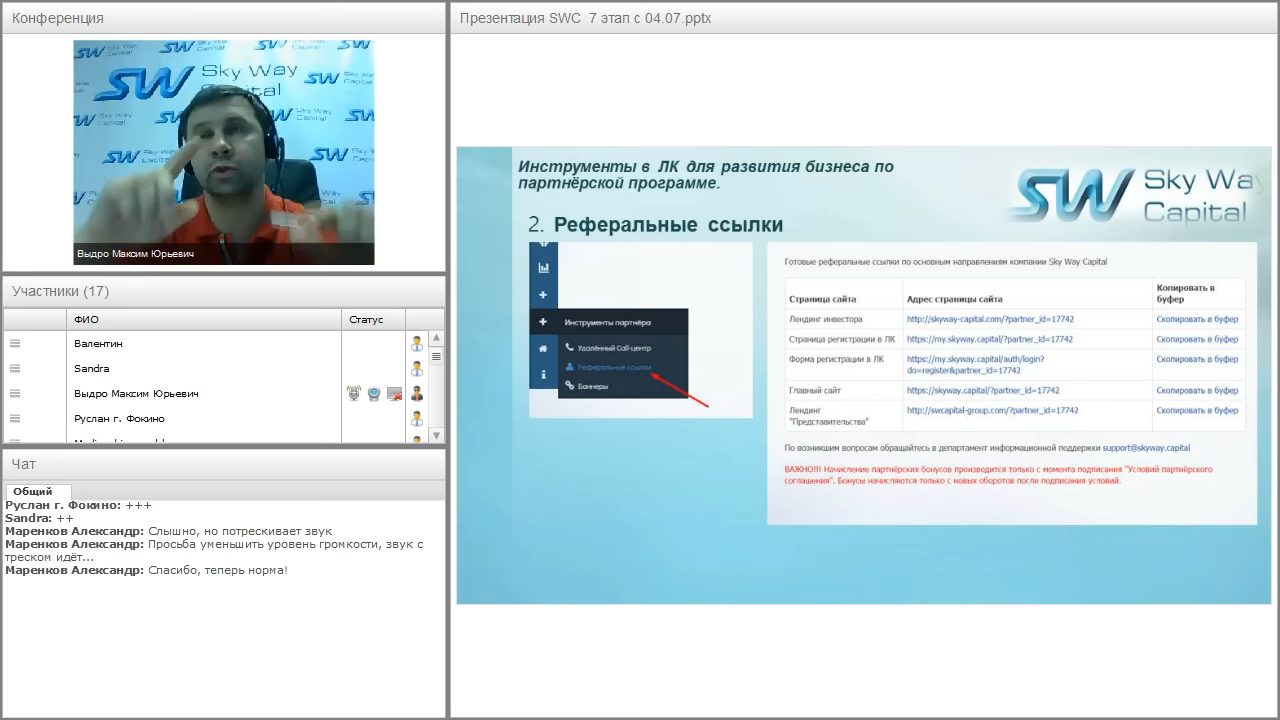 Конференция
Sky Way
Capital
Выдро Максим Юрьевич
Участники (17)
ФИО Статус
Валентин
Sandra
Выдро Максим Юрьевич
Руслан г. Фокино
Чат
Общий
Руслан г. Фокино: +++
Sandra: ++
Маренков Александр: Слышно, но потрескивает звук
Маренков Александр: Просьба уменьшить уровень громкости, звук с
треском идёт...
Маренков Александр: Спасибо, теперь норма!
Презентация SWC 7 этап с 04.07.pptx
Инструменты в ЛК для развития бизнеса по
партнёрской программе.
SW Sky Way
Capital
2. Реферальные ссылки
Инструменты партнёра
Удалённый Call-центр
Реферальные ссылки
Баннеры
Готовые реферальные ссылки по основным направлениям компании Sky Way Capital
Страница сайта Адрес страницы сайта Копировать в
буфер
Лендинг инвестора http://skyway-capital.com/?partner_id=17742 Скопировать в буфер
Страница регистрации в ЛК https://my.skyway.capital/?partner_id=17742 Скопировать в буфер
Форма регистрации в ЛК https://my.skyway.capital/auth/login?
do=register&partner_id=17742 Скопировать в буфер
Главный сайт https://skyway.capital/?partner_id=17742 Скопировать в буфер
Лендинг
"Представительства" http://swcapital-group.com/?partner_id=17742 Скопировать в буфер
По возникшим вопросам обращайтесь в департамент информационной поддержки support@skyway.capital
ВАЖНО!!! Начисление партнёрских бонусов производится только с момента подписания "Условий партнёрского
соглашения". Бонусы начисляются только с новых оборотов после подписания условий.